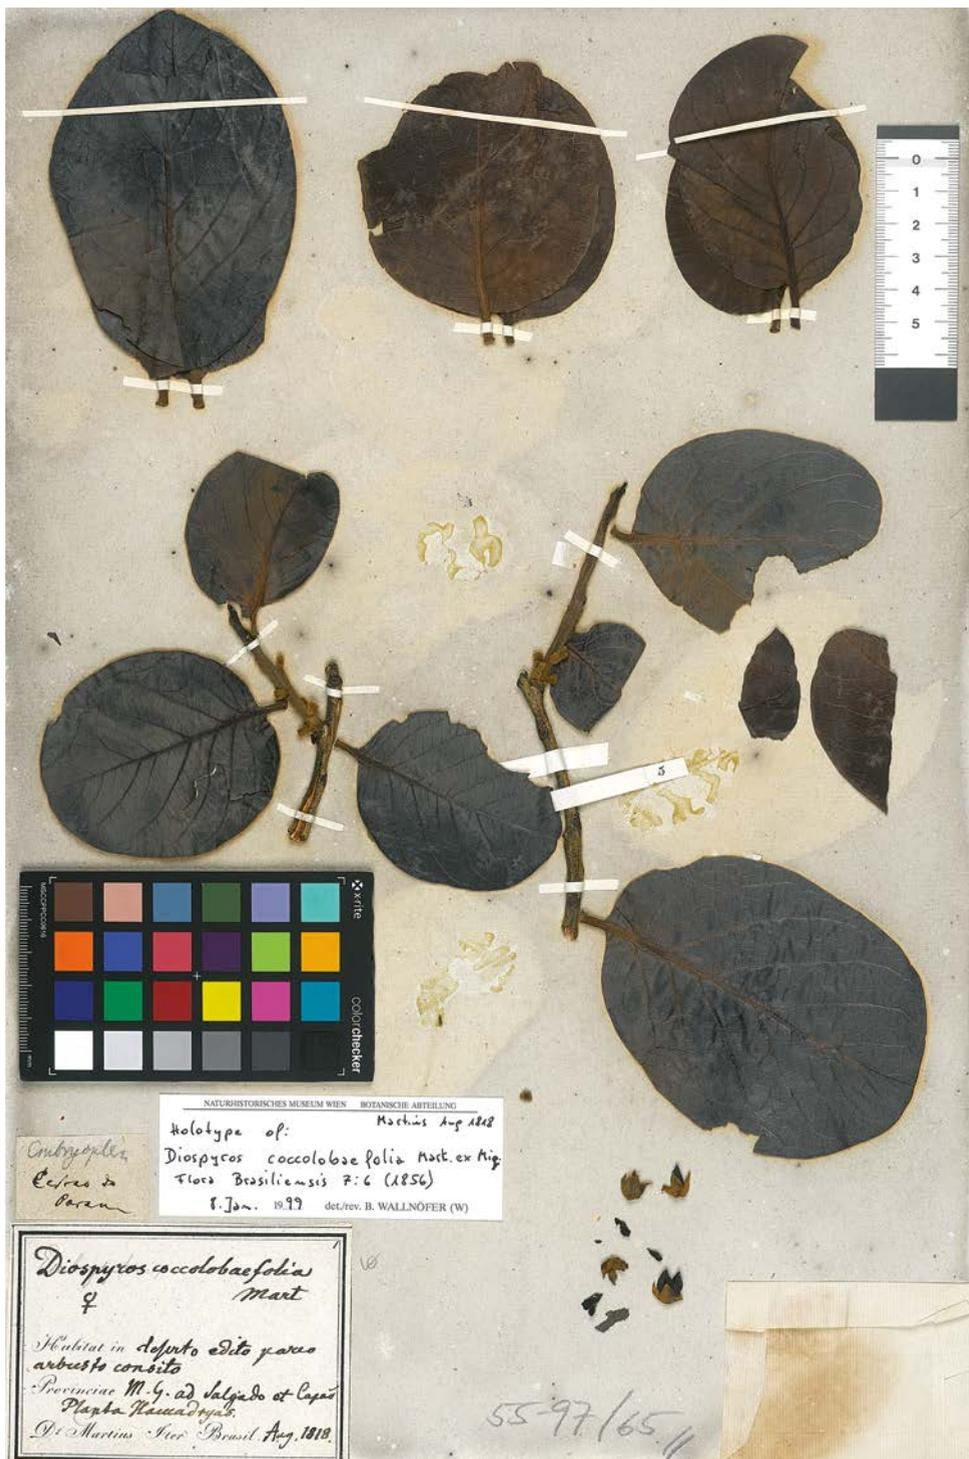 0
1
2
3
4
5
5
x-rite
MSCCPPCC0616
colorchecker
NATURHISTORISCHES MUSEUM WIEN BOTANISCHE ABTEILUNG
Martius Aug 1818
Holotype of:
Diospyros coccolobaefolia Mart. ex Miq.
Flora Brasiliensis 7:6 (1856)
8. Jan. 1999 det./rev. B. WALLNÖFER (W)
Diospyros coccolobaefolia
♀ Mart
Habitat in deserto edito parco
arbusto consito
Provinciae M. G. ad Salgado et Capaó
Planta Hamadryas.
Dr Martius Iter Brasil. Aug. 1818.
55-97/65